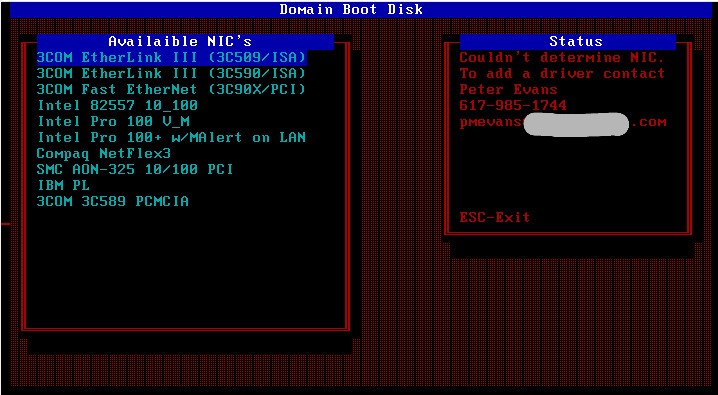 Domain Boot Disk
Availaible NIC's
3COM EtherLink III (3C509/ISA)
3COM EtherLink III (3C590/ISA)
3COM Fast EtherNet (3C90X/PCI)
Intel 82557 10_100
Intel Pro 100 V_M
Intel Pro 100+ w/MAlert on LAN
Compaq NetFlex3
SMC AON-325 10/100 PCI
IBM PL
3COM 3C589 PCMCIA
Status
Couldn't determine NIC.
To add a driver contact
Peter Evans
617-985-1744
pmevans .com
ESC-Exit